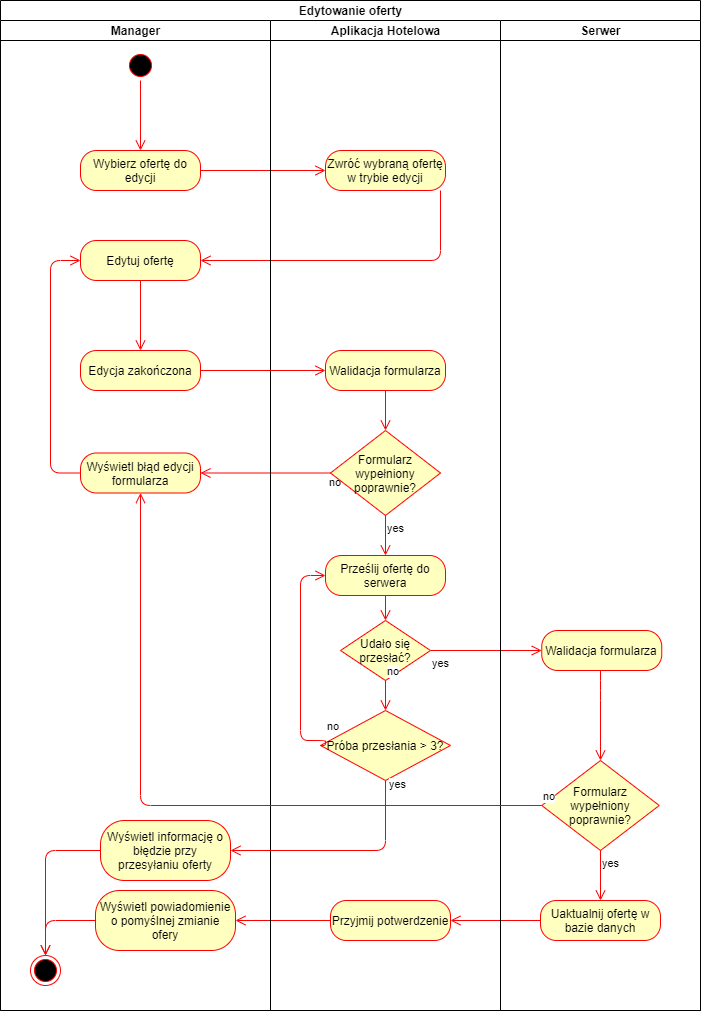 Edytowanie oferty
Manager
Aplikacja Hotelowa
Serwer
Wybierz ofertę do
edycji
Zwróć wybraną ofertę
w trybie edycji
Edytuj ofertę
Edycja zakończona
Walidacja formularza
Wyświetl błąd edycji
formularza
no
Formularz
wypełniony
poprawnie?
yes
Prześlij ofertę do
serwera
Udało się
przesłać?
yes
Walidacja formularza
no
no
Próba przesłania > 3?
yes
no
Formularz
wypełniony
poprawnie?
Wyświetl informację o
błędzie przy
przesyłaniu oferty
yes
Wyświetl powiadomienie
o pomyślnej zmianie
ofery
Przyjmij potwerdzenie
Uaktualnij ofertę w
bazie danych